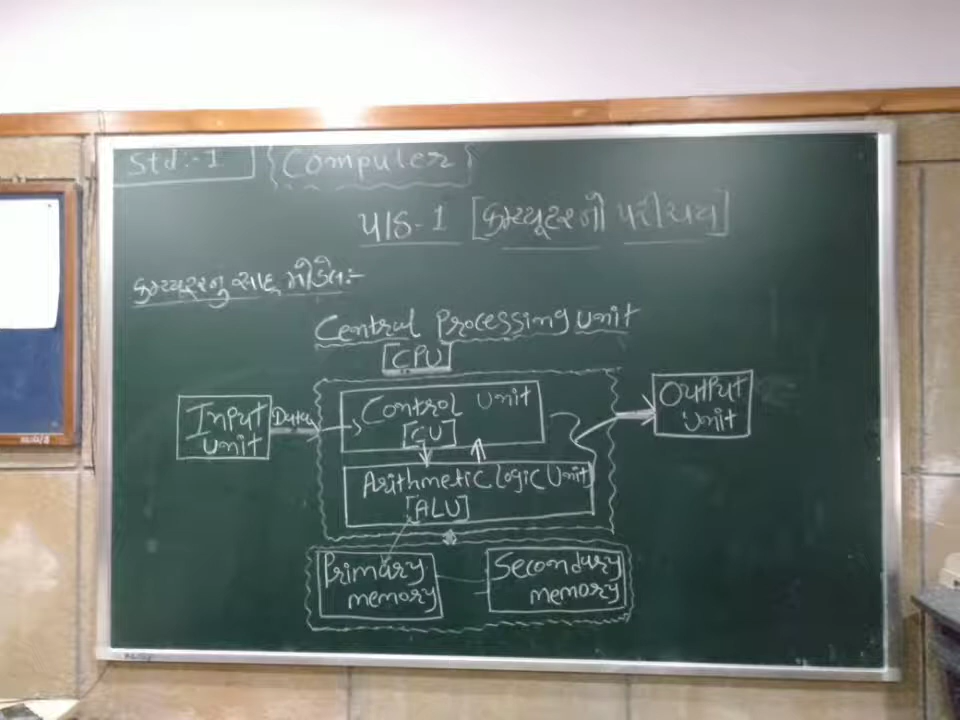 Std:- 1
Computer
પાઠ-1 [કમ્પ્યૂટરનો પરીચય]
કમ્પ્યૂટરનુ સાદૂ મોડેલ:-
Central Processing Unit
[CPU]
Input
Unit
Data
Control Unit
[CU]
Output
Unit
Arithmetic Logic Unit
[ALU]
Primary
memory
Secondary
memory